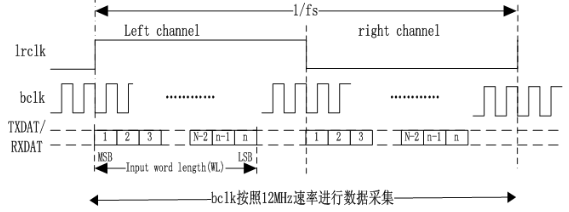 1/fs
Left channel
right channel
lrclk
bclk
............ ............
TXDAT/
RXDAT
1 2 3 N-2 n-1 n 1 2 3 N-2 n-1 n
MSB LSB
Input word length(WL)
bclk按照12MHz速率进行数据采集